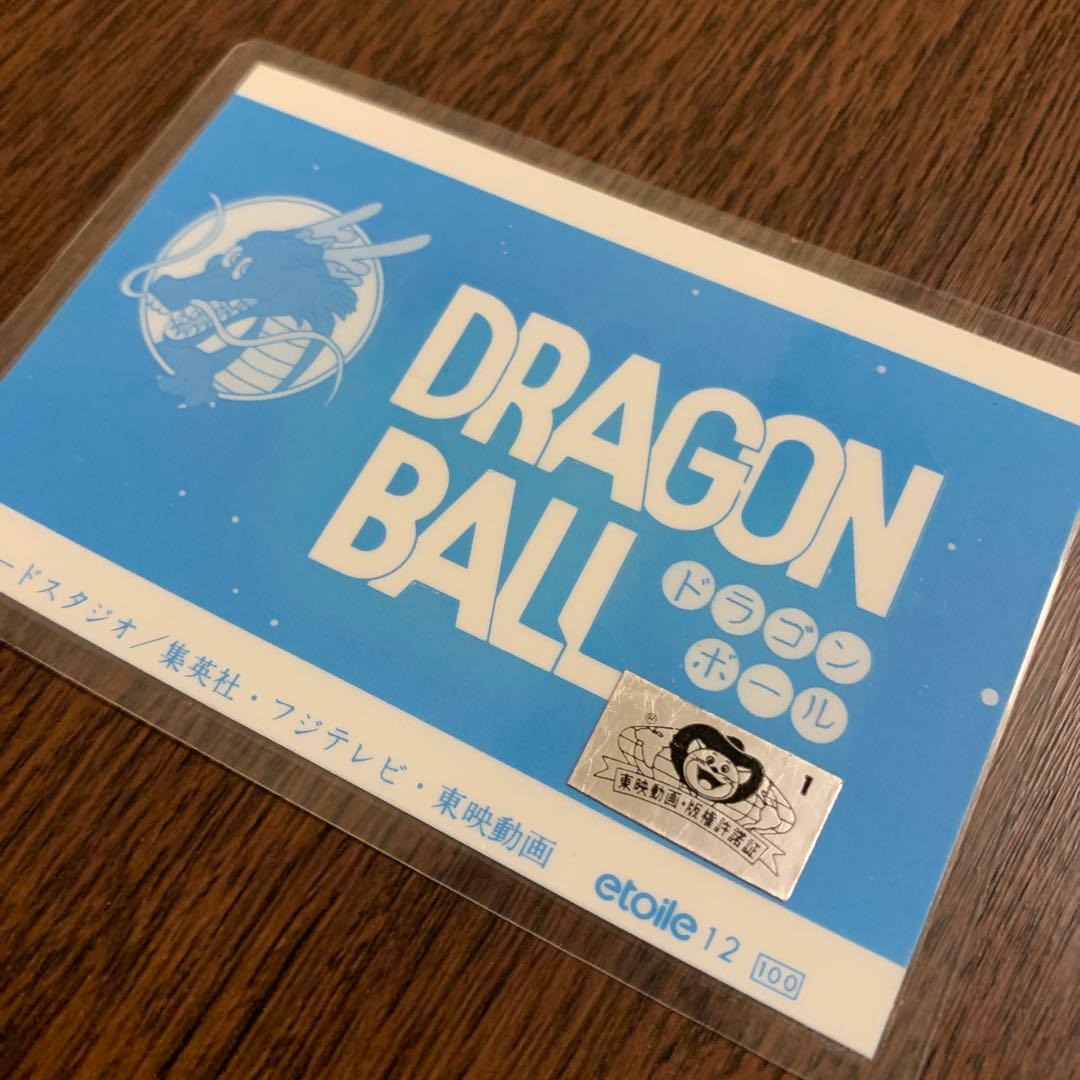 DRAGON
BALL
ドラゴン
ボール
1
東映動画・版権許諾証
ードスタジオ/集英社・フジテレビ・東映動画
etoile 12 100